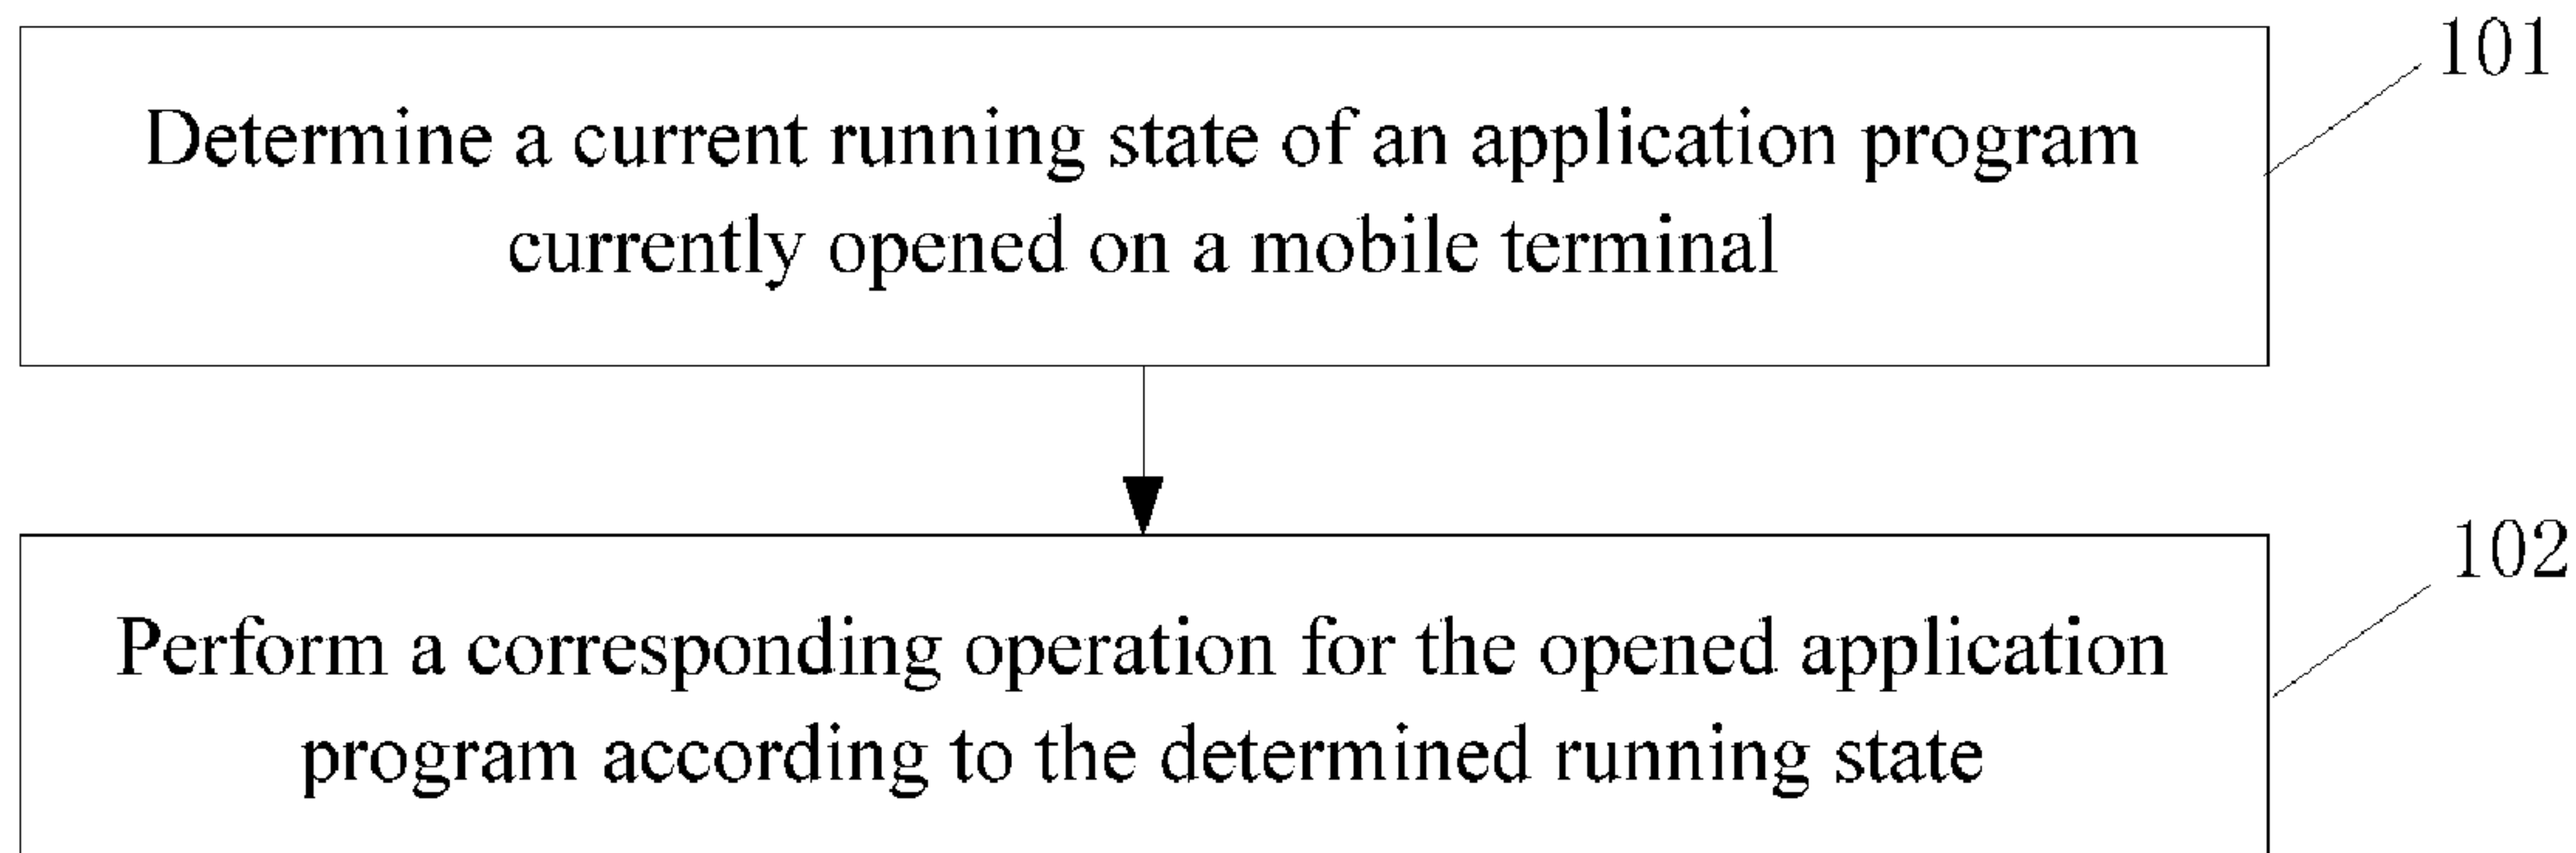 101
Determine a current running state of an application program
currently opened on a mobile terminal
102
Perform a corresponding operation for the opened application
program according to the determined running state